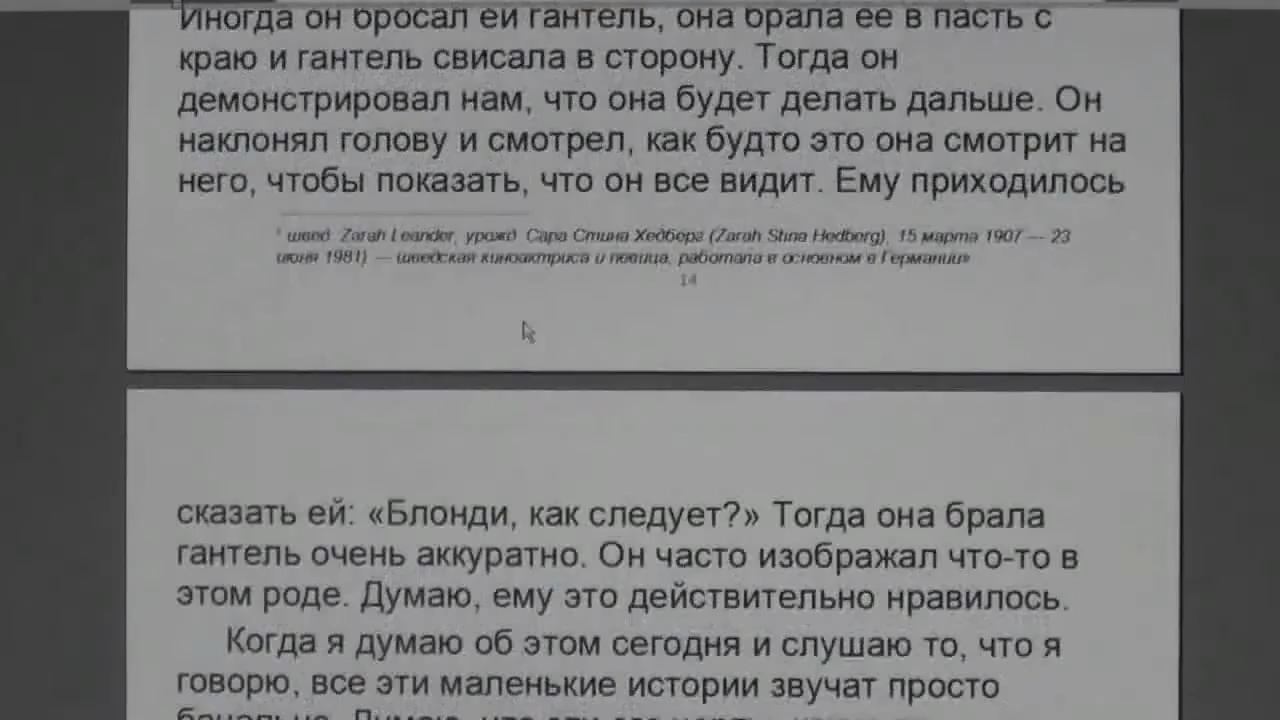 Иногда он бросал ей гантель, она брала ее в пасть с
краю и гантель свисала в сторону. Тогда он
демонстрировал нам, что она будет делать дальше. Он
наклонял голову и смотрел, как будто это она смотрит на
него, чтобы показать, что он все видит. Ему приходилось
¹ швед. Zarah Leander, урожд. Сара Стина Хедберг (Zarah Stina Hedberg), 15 марта 1907 — 23
июня 1981) — шведская киноактриса и певица, работала в основном в Германии»
14
сказать ей: «Блонди, как следует?» Тогда она брала
гантель очень аккуратно. Он часто изображал что-то в
этом роде. Думаю, ему это действительно нравилось.
Когда я думаю об этом сегодня и слушаю то, что я
говорю, все эти маленькие истории звучат просто